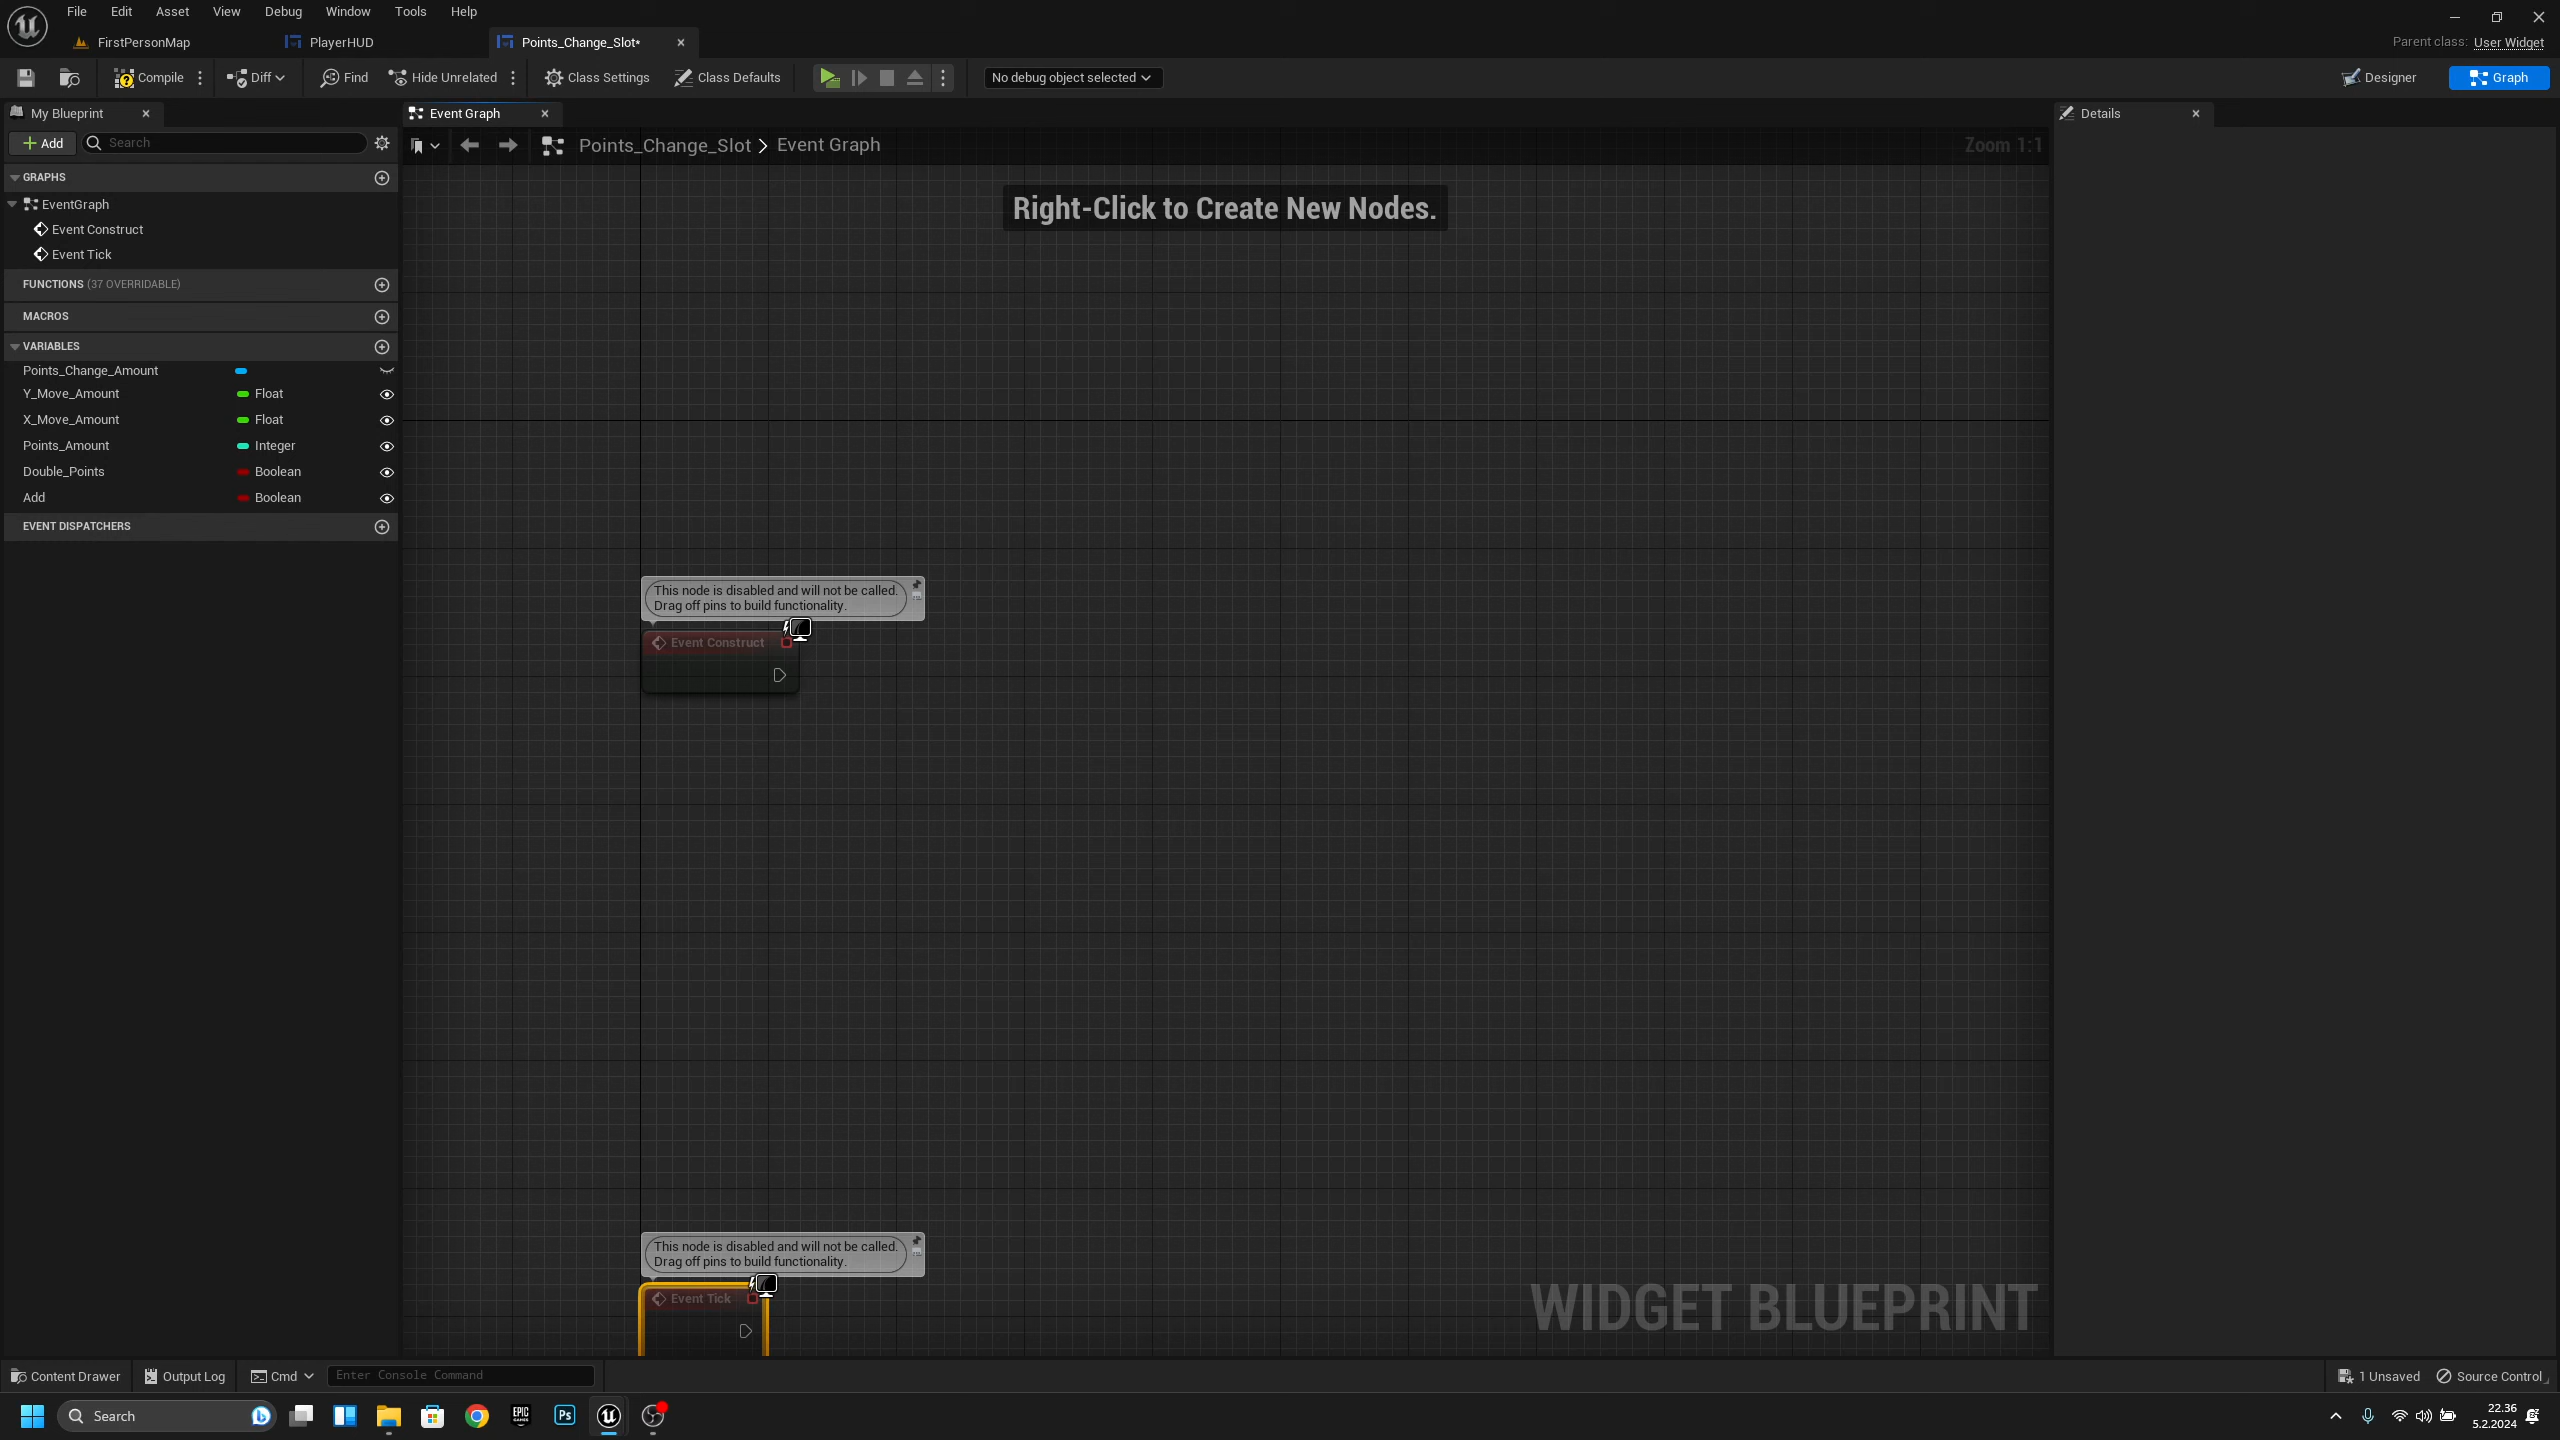 File Edit View Asset Debug Window Tools Help
FirstPersonMap PlayerHUD Points_Change_Slot*
Parent class: User Widget
Compile Diff Find Hide Unrelated Class Settings Class Defaults No debug object selected Designer Graph
My Blueprint
Event Graph
Details
Add Search
Points_Change_Slot > Event Graph
Zoom 1:1
GRAPHS
Right-Click to Create New Nodes.
EventGraph
Event Construct
Event Tick
FUNCTIONS (37 OVERRIDABLE)
MACROS
VARIABLES
Points_Change_Amount
Y_Move_Amount Float
X_Move_Amount Float
Points_Amount Integer
Double_Points Boolean
Add Boolean
EVENT DISPATCHERS
This node is disabled and will not be called.
Drag off pins to build functionality.
Event Construct
This node is disabled and will not be called.
Drag off pins to build functionality.
Event Tick
WIDGET BLUEPRINT
Content Drawer Output Log Cmd Enter Console Command 1 Unsaved Source Control
Search
Ps
EPIC GAMES
22.36
5.2.2024